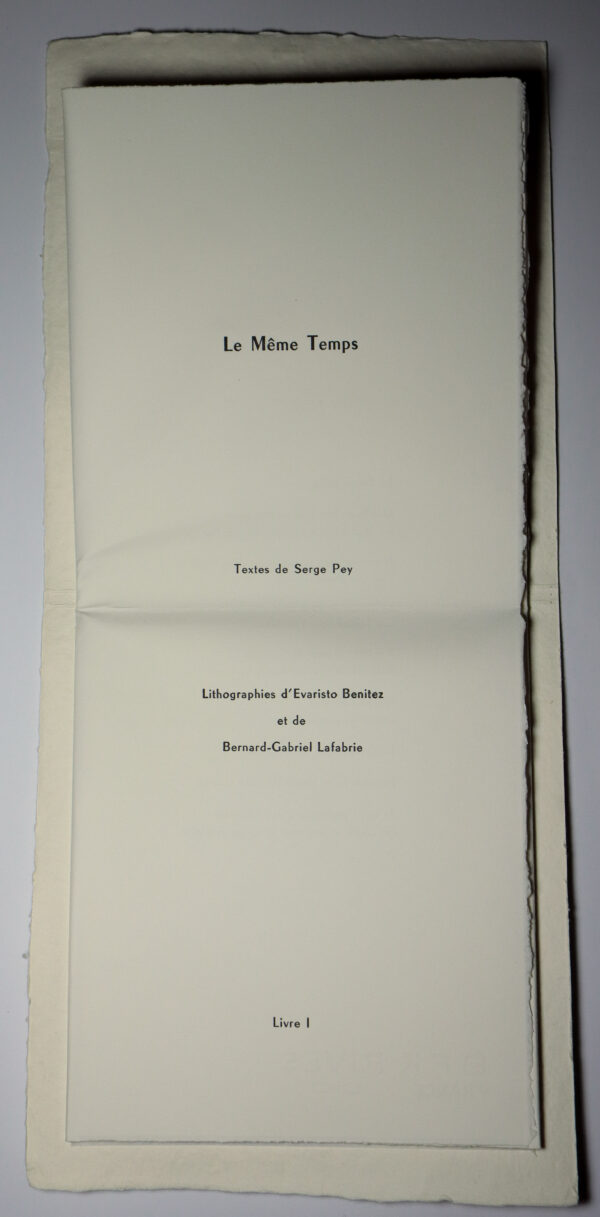 Le Même Temps
Textes de Serge Pey
Lithographies d'Evaristo Benitez
et de
Bernard-Gabriel Lafabrie
Livre I